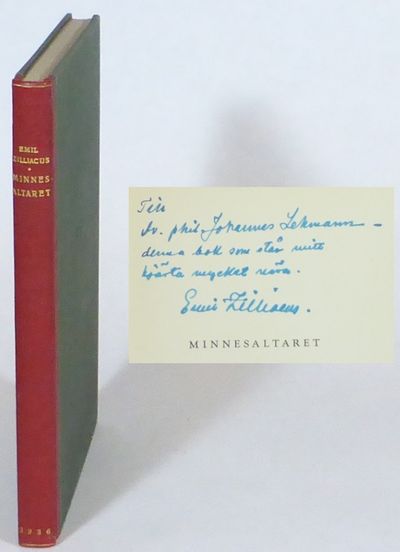 EMIL
ZILLIACUS
MINNES-
ALTARET
1936
Till
dr. phil. Johannes Lekmann –
denna bok som står mitt
hjärta mycket nära.
Emil Zilliacus.
MINNESALTARET